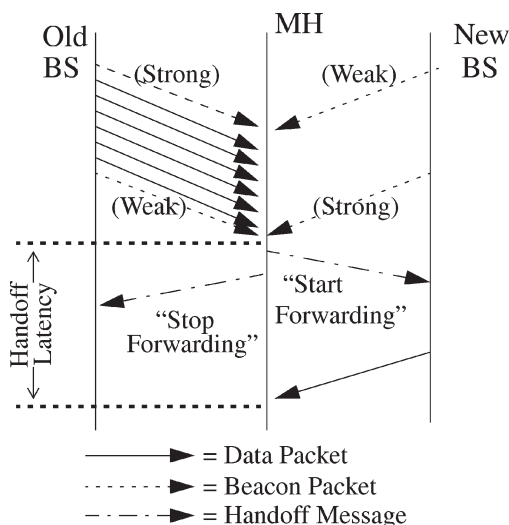 Old
BS
MH
New
BS
(Strong)
(Weak)
(Weak)
(Strong)
Handoff
Latency
"Start
Forwarding"
"Stop
Forwarding"
= Data Packet
= Beacon Packet
= Handoff Message